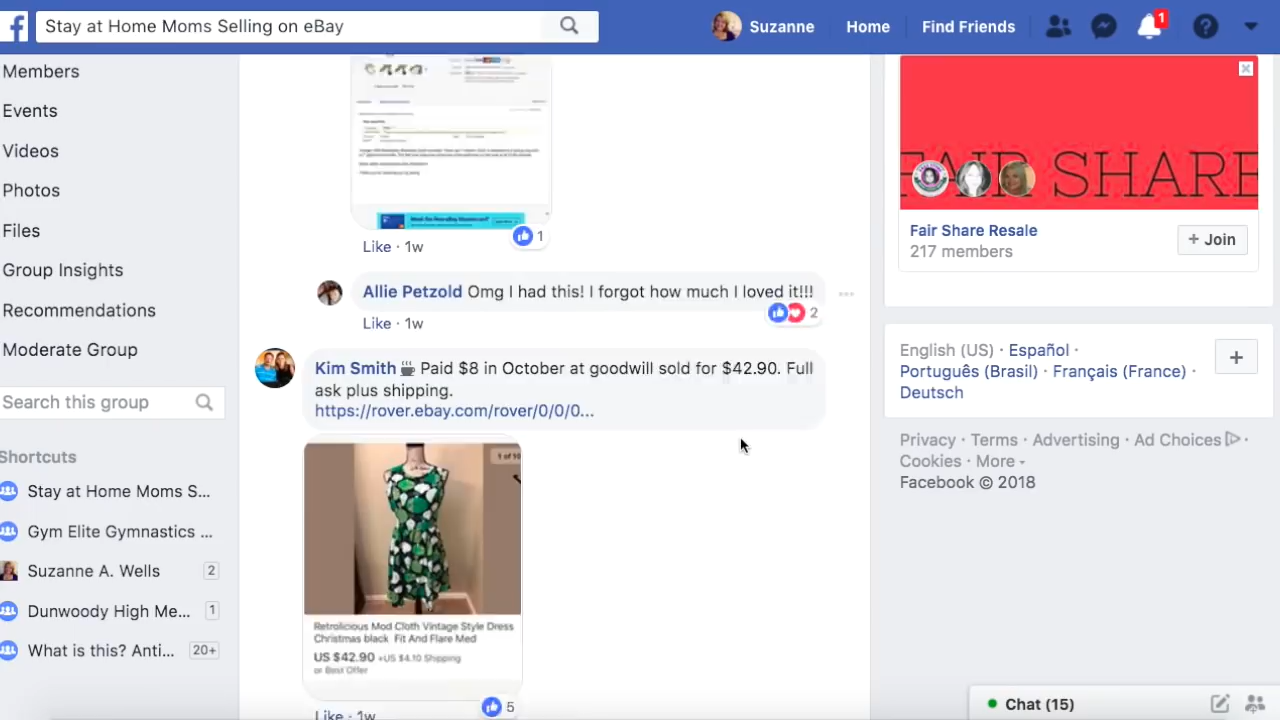 Stay at Home Moms Selling on eBay
Suzanne
Home
Find Friends
1
Members
Events
Videos
Photos
Files
Group Insights
Recommendations
Moderate Group
Search this group
Shortcuts
Stay at Home Moms S...
Gym Elite Gymnastics ...
Suzanne A. Wells 2
Dunwoody High Me... 1
What is this? Anti... 20+
Like · 1w
1
Allie Petzold Omg I had this! I forgot how much I loved it!!!
2
Like · 1w
Kim Smith Paid $8 in October at goodwill sold for $42.90. Full
ask plus shipping.
https://rover.ebay.com/rover/0/0/0...
1 of 10
Retrolicious Mod Cloth Vintage Style Dress
Christmas black Fit And Flare Med
US $42.90 +US $4.10 Shipping
or Best Offer
5
Like · 1w
FAIR SHARE
Fair Share Resale
217 members
+ Join
English (US) · Español ·
Português (Brasil) · Français (France) ·
Deutsch
Privacy · Terms · Advertising · Ad Choices ·
Cookies · More
Facebook © 2018
Chat (15)